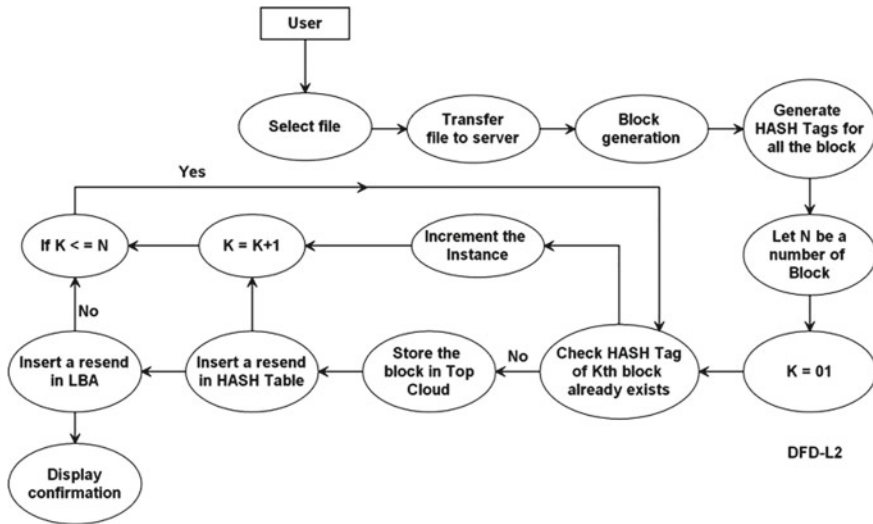 User
Select file
Transfer
file to server
Block
generation
Generate
HASH Tags for
all the block
Yes
If K < = N
K = K+1
Increment the
Instance
Let N be a
number of
Block
No
Insert a resend
in LBA
Insert a resend
in HASH Table
Store the
block in Top
Cloud
No
Check HASH Tag
of Kth block
already exists
K = 01
Display
confirmation
DFD-L2